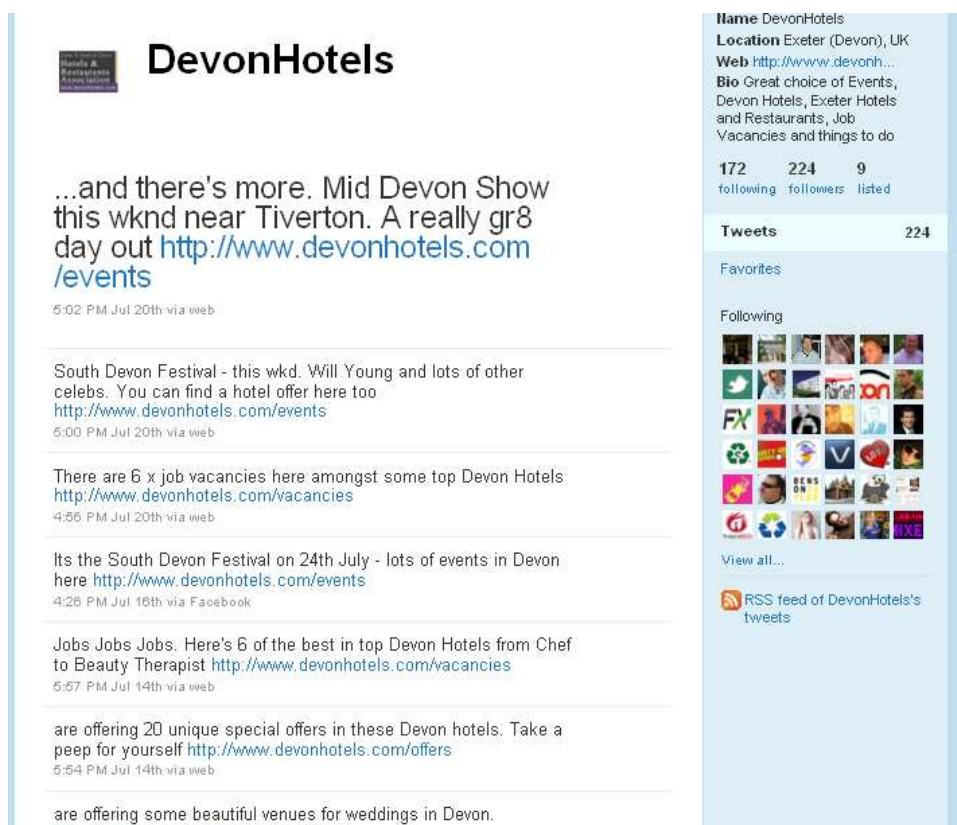 DevonHotels
Hotels &
Restaurants
Association
...and there's more. Mid Devon Show
this wknd near Tiverton. A really gr8
day out http://www.devonhotels.com
/events
5:02 PM Jul 20th via web
South Devon Festival - this wkd. Will Young and lots of other
celebs. You can find a hotel offer here too
http://www.devonhotels.com/events
5:00 PM Jul 20th via web
There are 6 x job vacancies here amongst some top Devon Hotels
http://www.devonhotels.com/vacancies
4:56 PM Jul 20th via web
Its the South Devon Festival on 24th July - lots of events in Devon
here http://www.devonhotels.com/events
4:26 PM Jul 16th via Facebook
Jobs Jobs Jobs. Here's 6 of the best in top Devon Hotels from Chef
to Beauty Therapist http://www.devonhotels.com/vacancies
5:57 PM Jul 14th via web
are offering 20 unique special offers in these Devon hotels. Take a
peep for yourself http://www.devonhotels.com/offers
5:54 PM Jul 14th via web
are offering some beautiful venues for weddings in Devon.
Name DevonHotels
Location Exeter (Devon), UK
Web http://www.devonh...
Bio Great choice of Events,
Devon Hotels, Exeter Hotels
and Restaurants, Job
Vacancies and things to do
172 224 9
following followers listed
Tweets 224
Favorites
Following
FX
BENS
ON
View all...
RSS feed of DevonHotels's
tweets